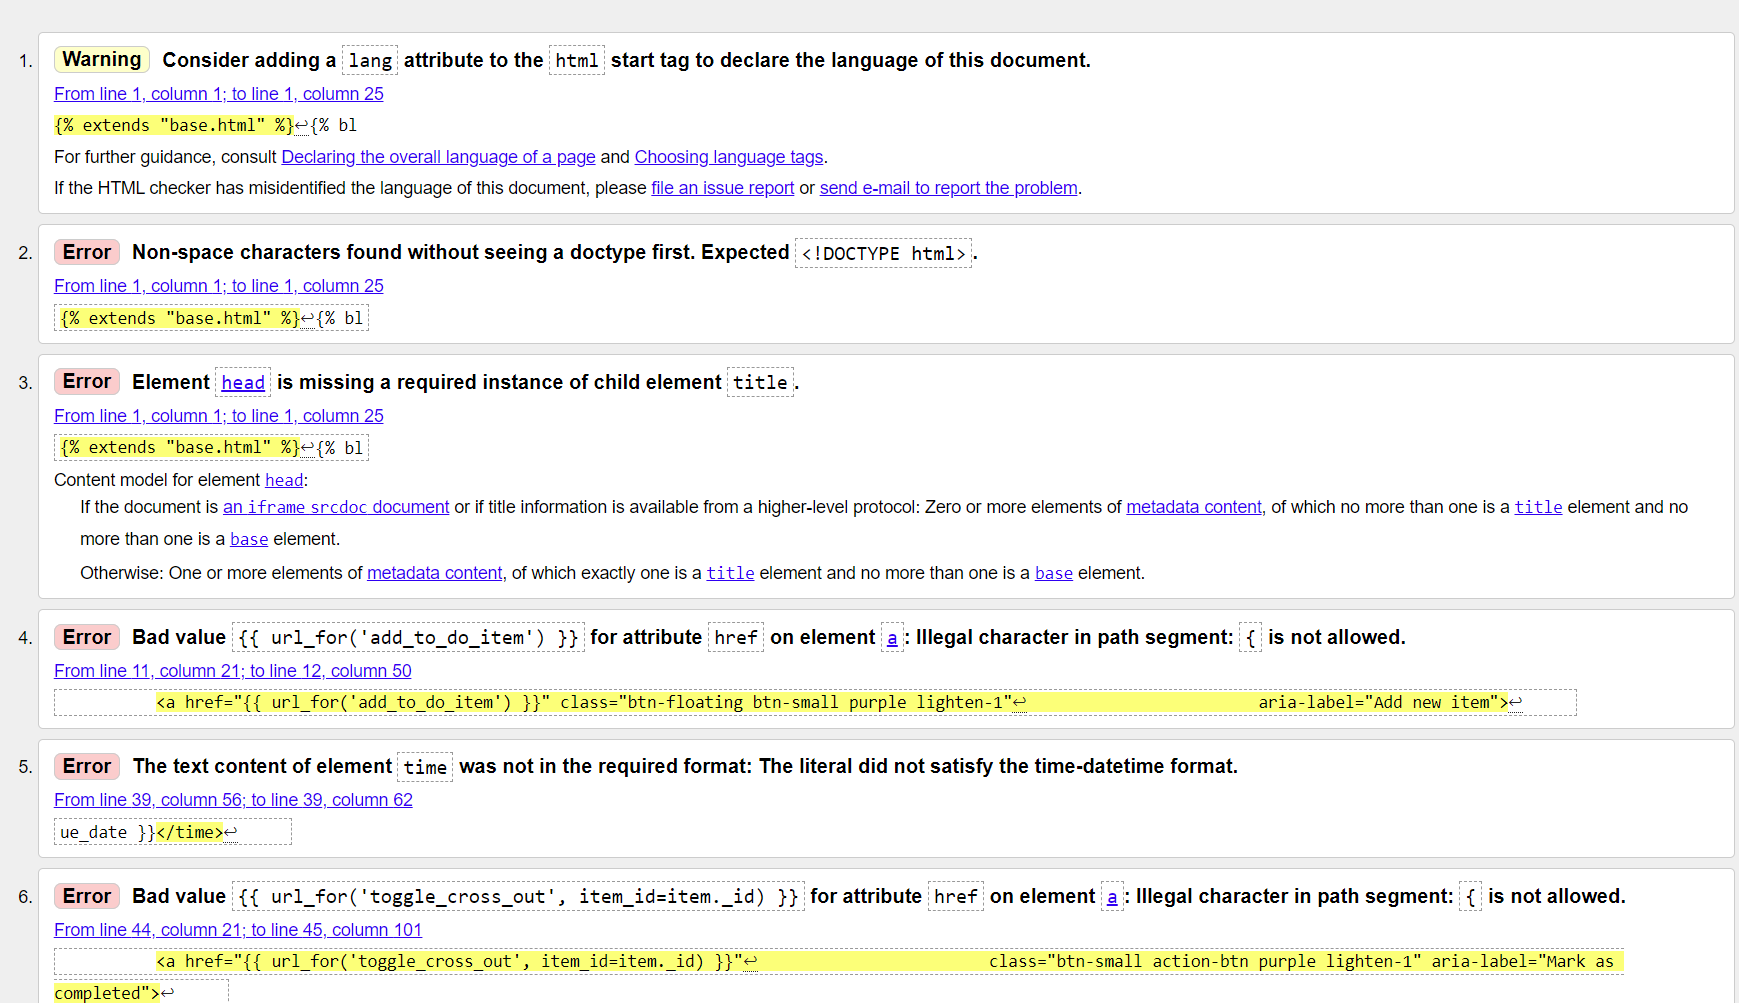 1. Warning Consider adding a lang attribute to the html start tag to declare the language of this document.
From line 1, column 1; to line 1, column 25
{% extends "base.html" %}↩{% bl
For further guidance, consult Declaring the overall language of a page and Choosing language tags.
If the HTML checker has misidentified the language of this document, please file an issue report or send e-mail to report the problem.
2. Error Non-space characters found without seeing a doctype first. Expected <!DOCTYPE html>.
From line 1, column 1; to line 1, column 25
{% extends "base.html" %}↩{% bl
3. Error Element head is missing a required instance of child element title.
From line 1, column 1; to line 1, column 25
{% extends "base.html" %}↩{% bl
Content model for element head:
If the document is an iframe srcdoc document or if title information is available from a higher-level protocol: Zero or more elements of metadata content, of which no more than one is a title element and no
more than one is a base element.
Otherwise: One or more elements of metadata content, of which exactly one is a title element and no more than one is a base element.
4. Error Bad value {{ url_for('add_to_do_item') }} for attribute href on element a: Illegal character in path segment: { is not allowed.
From line 11, column 21; to line 12, column 50
<a href="{{ url_for('add_to_do_item') }}" class="btn-floating btn-small purple lighten-1"↩ aria-label="Add new item">↩
5. Error The text content of element time was not in the required format: The literal did not satisfy the time-datetime format.
From line 39, column 56; to line 39, column 62
ue_date }}</time>↩
6. Error Bad value {{ url_for('toggle_cross_out', item_id=item._id) }} for attribute href on element a: Illegal character in path segment: { is not allowed.
From line 44, column 21; to line 45, column 101
<a href="{{ url_for('toggle_cross_out', item_id=item._id) }}"↩ class="btn-small action-btn purple lighten-1" aria-label="Mark as
completed">↩